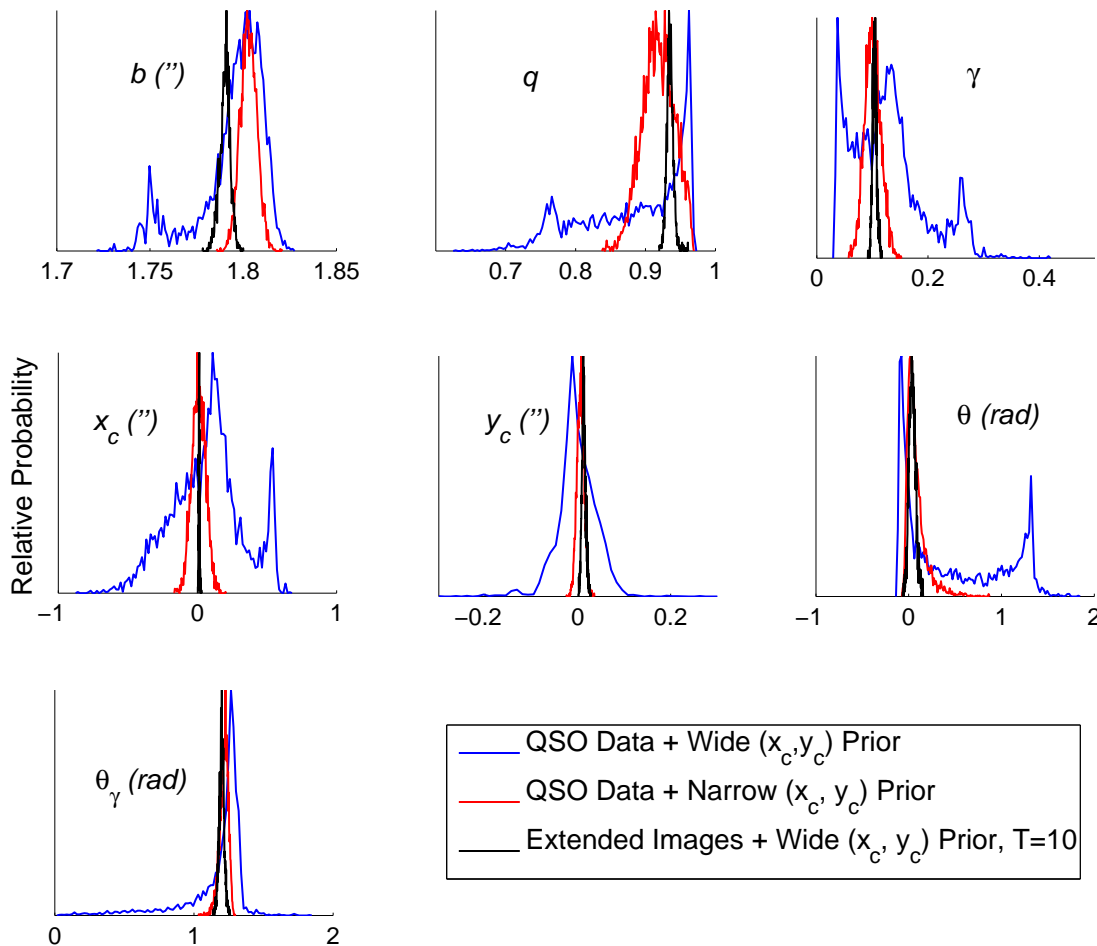 b (″)
q
γ
1.7 1.75 1.8 1.85
0.7 0.8 0.9 1
0 0.2 0.4
Relative Probability
x_c (″)
y_c (″)
θ (rad)
−1 0 1
−0.2 0 0.2
−1 0 1 2
θ_γ (rad)
0 1 2
QSO Data + Wide (x_c,y_c) Prior
QSO Data + Narrow (x_c, y_c) Prior
Extended Images + Wide (x_c, y_c) Prior, T=10